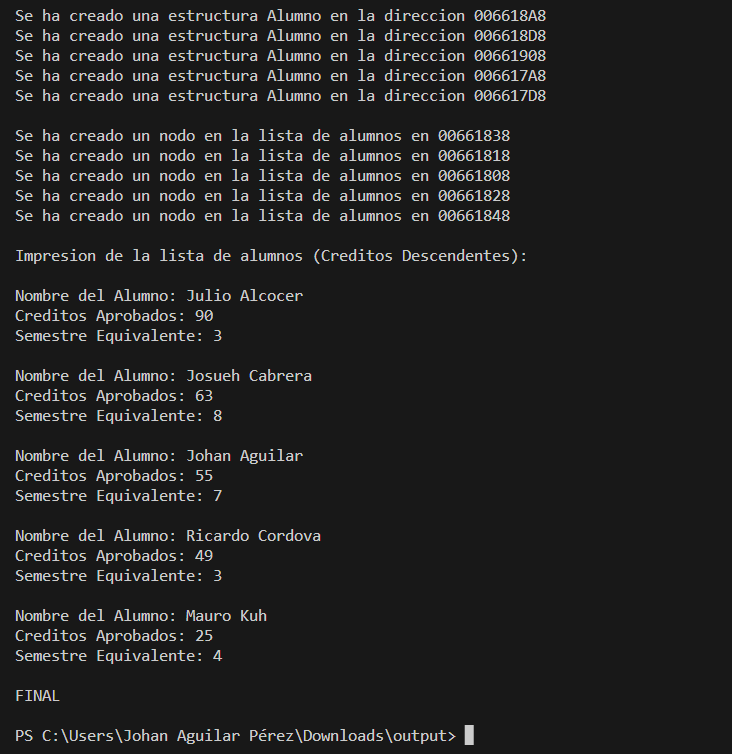 Se ha creado una estructura Alumno en la direccion 006618A8
Se ha creado una estructura Alumno en la direccion 006618D8
Se ha creado una estructura Alumno en la direccion 00661908
Se ha creado una estructura Alumno en la direccion 006617A8
Se ha creado una estructura Alumno en la direccion 006617D8
Se ha creado un nodo en la lista de alumnos en 00661838
Se ha creado un nodo en la lista de alumnos en 00661818
Se ha creado un nodo en la lista de alumnos en 00661808
Se ha creado un nodo en la lista de alumnos en 00661828
Se ha creado un nodo en la lista de alumnos en 00661848
Impresion de la lista de alumnos (Creditos Descendentes):
Nombre del Alumno: Julio Alcocer
Creditos Aprobados: 90
Semestre Equivalente: 3
Nombre del Alumno: Josueh Cabrera
Creditos Aprobados: 63
Semestre Equivalente: 8
Nombre del Alumno: Johan Aguilar
Creditos Aprobados: 55
Semestre Equivalente: 7
Nombre del Alumno: Ricardo Cordova
Creditos Aprobados: 49
Semestre Equivalente: 3
Nombre del Alumno: Mauro Kuh
Creditos Aprobados: 25
Semestre Equivalente: 4
FINAL
PS C:\Users\Johan Aguilar Pérez\Downloads\output>